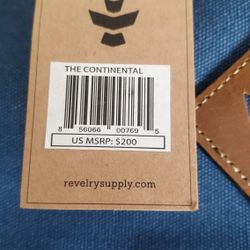 THE CONTINENTAL
8 56066 00769 5
US MSRP: $200
revelrysupply.com